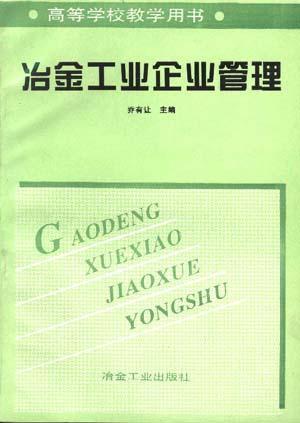 高等学校教学用书
冶金工业企业管理
乔有让 主编
GAODENG
XUEXIAO
JIAOXUE
YONGSHU
冶金工业出版社